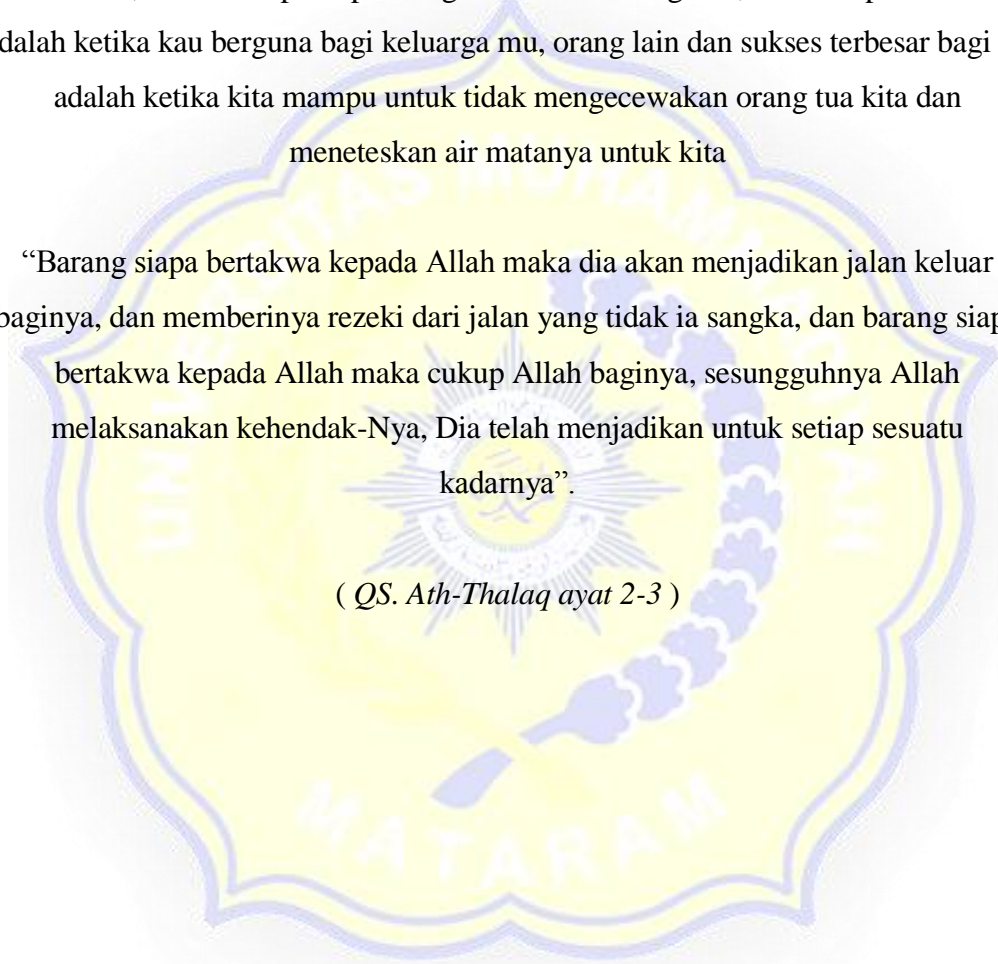 dalah ketika kau berguna bagi keluarga mu, orang lain dan sukses terbesar bagi
adalah ketika kita mampu untuk tidak mengecewakan orang tua kita dan
meneteskan air matanya untuk kita
“Barang siapa bertakwa kepada Allah maka dia akan menjadikan jalan keluar
baginya, dan memberinya rezeki dari jalan yang tidak ia sangka, dan barang siap
bertakwa kepada Allah maka cukup Allah baginya, sesungguhnya Allah
melaksanakan kehendak-Nya, Dia telah menjadikan untuk setiap sesuatu
kadarnya”.
( QS. Ath-Thalaq ayat 2-3 )
UNIVERSITAS MUHAMMADIYAH
MATARAM